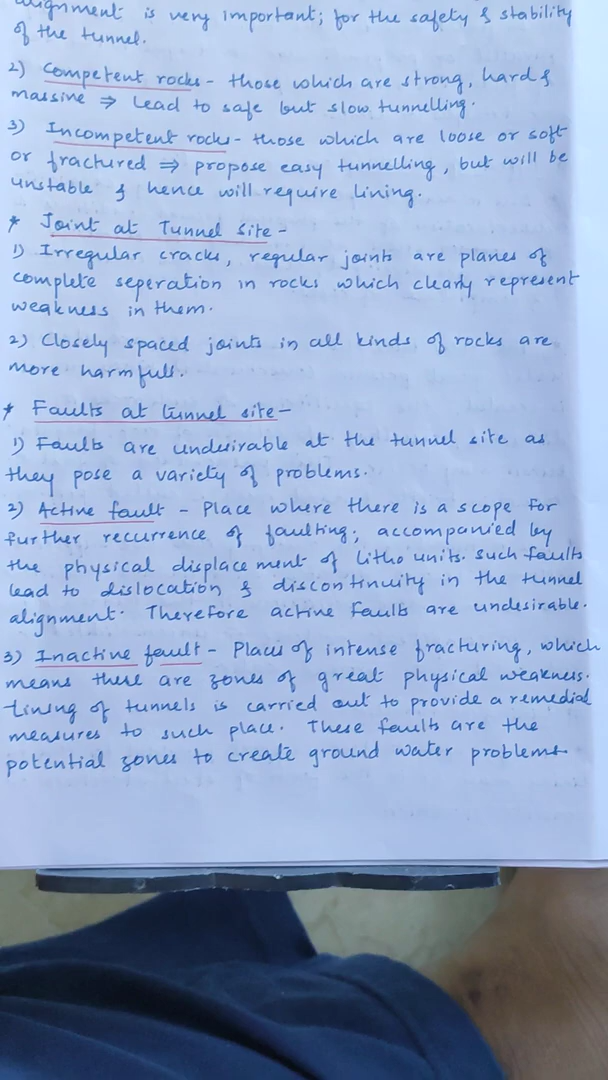 alignment is very important; for the safety & stability
of the tunnel.
2) Competent rocks - those which are strong, hard &
massive ⇒ Lead to safe but slow tunnelling.
3) Incompetent rocks - those which are loose or soft
or fractured ⇒ propose easy tunnelling, but will be
unstable & hence will require lining.
* Joint at Tunnel Site -
1) Irregular cracks, regular joints are planes of
complete seperation in rocks which clearly represent
weakness in them.
2) Closely spaced joints in all kinds of rocks are
more harmfull.
* Faults at tunnel site -
1) Faults are undesirable at the tunnel site as
they pose a variety of problems.
2) Active fault - Place where there is a scope for
further recurrence of faulting; accompanied by
the physical displacement of litho units. Such faults
lead to dislocation & discontinuity in the tunnel
alignment. Therefore active faults are undesirable.
3) Inactive fault - Places of intense fracturing, which
means there are zones of great physical weakness.
Lining of tunnels is carried out to provide a remedial
measures to such place. These faults are the
potential zones to create ground water problems